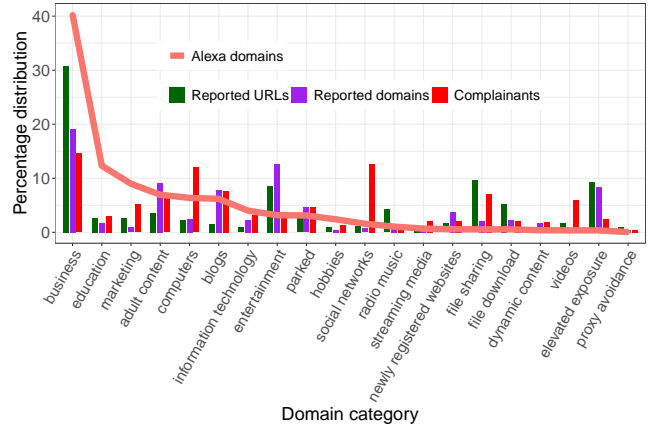 Percentage distribution
40
30
20
10
0
Alexa domains
Reported URLs Reported domains Complainants
business
education
marketing
adult content
computers
blogs
information technology
entertainment
parked
hobbies
social networks
radio music
streaming media
newly registered websites
file sharing
file download
dynamic content
videos
elevated exposure
proxy avoidance
Domain category